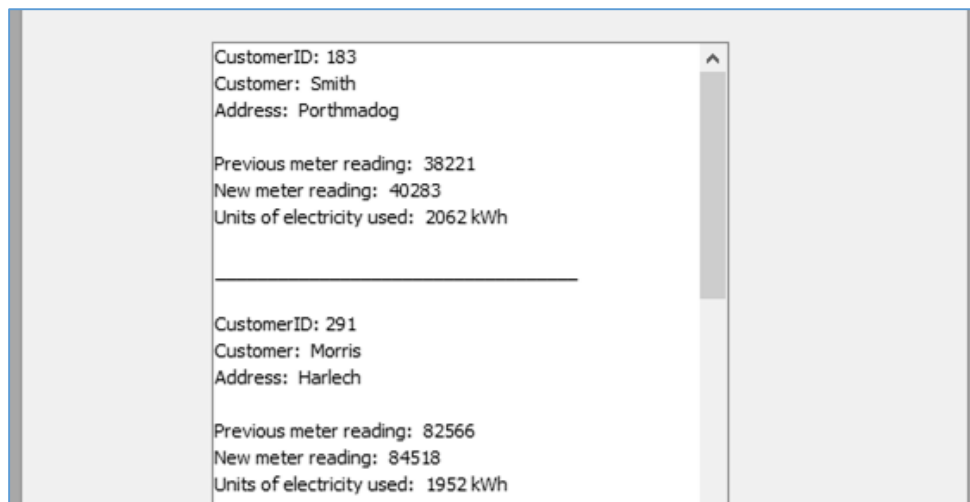 CustomerID: 183
Customer:  Smith
Address:  Porthmadog
Previous meter reading:  38221
New meter reading:  40283
Units of electricity used:  2062 kWh
CustomerID: 291
Customer:  Morris
Address:  Harlech
Previous meter reading:  82566
New meter reading:  84518
Units of electricity used:  1952 kWh